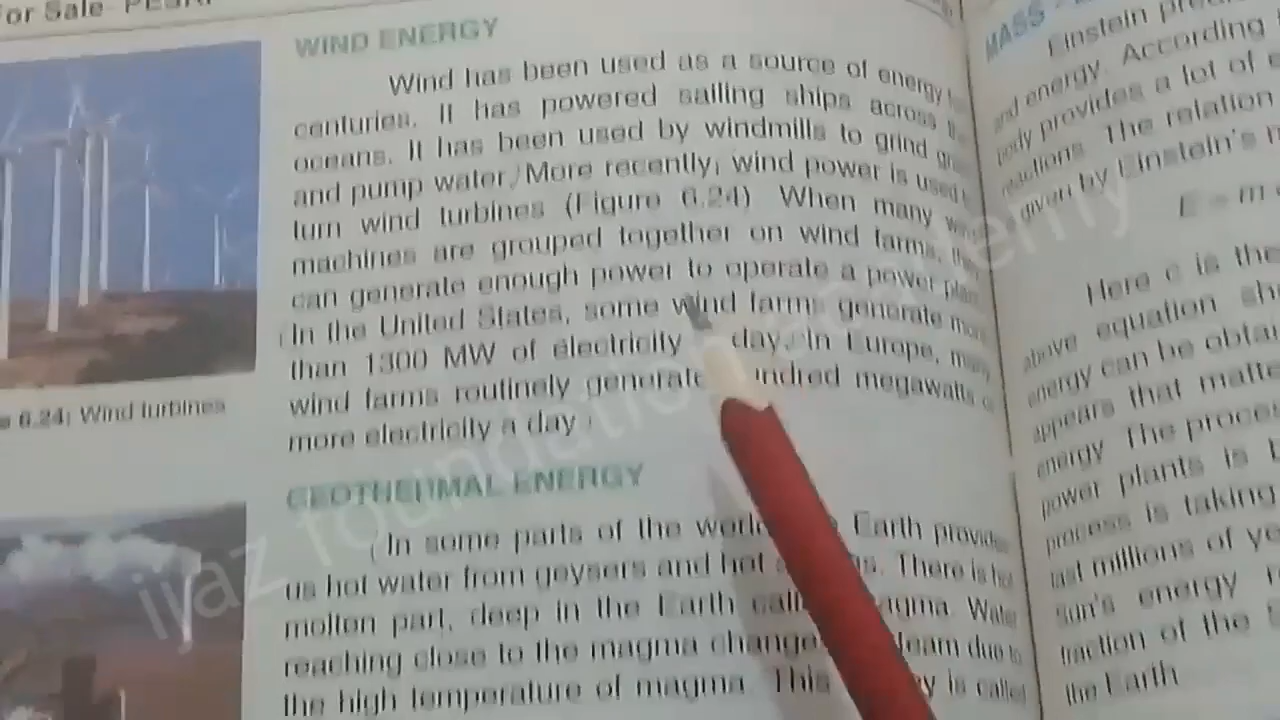 For Sale
WIND ENERGY
Wind has been used as a source of energy
centuries. It has powered sailing ships across
oceans. It has been used by windmills to grind
and pump water. More recently, wind power is used
turn wind turbines (Figure 6.24). When many
machines are grouped together on wind farms,
can generate enough power to operate a power
In the United States, some wind farms generate
than 1300 MW of electricity day. In Europe,
wind farms routinely generate hundred megawatts
more electricity a day.
6.24: Wind turbines
GEOTHERMAL ENERGY
In some parts of the world Earth
us hot water from geysers and hot There is
molten part, deep in the Earth magma. Water
reaching close to the magma due to
the high temperature of magma. This is called
MASS
Einstein
and energy. According
body provides a lot of
reactions. The relation
given by Einstein's
E = m
Here c is the
above equation
energy can be
appears that
energy. The
power plants is
process is taking
last millions of
Sun's energy
fraction of the
the Earth.
ijaz foundation academy